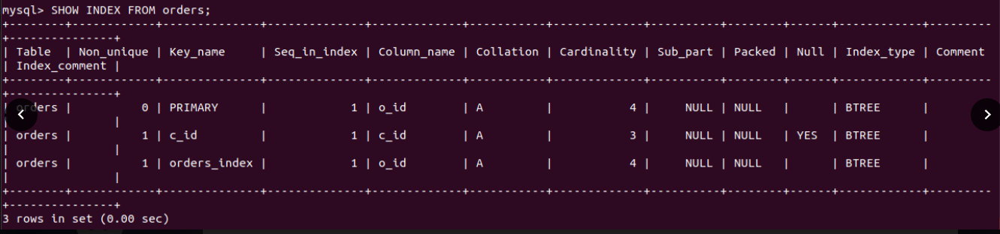 mysql> SHOW INDEX FROM orders;
+--------+------------+--------------+--------------+-------------+-----------+-------------+----------+--------+------+------------+---------
+---------------+
| Table  | Non_unique | Key_name     | Seq_in_index | Column_name | Collation | Cardinality | Sub_part | Packed | Null | Index_type | Comment
| Index_comment |
+--------+------------+--------------+--------------+-------------+-----------+-------------+----------+--------+------+------------+---------
+---------------+
| orders |          0 | PRIMARY      |            1 | o_id        | A         |           4 |     NULL | NULL   |      | BTREE      |
|               |
| orders |          1 | c_id         |            1 | c_id        | A         |           3 |     NULL | NULL   | YES  | BTREE      |
|               |
| orders |          1 | orders_index |            1 | o_id        | A         |           4 |     NULL | NULL   |      | BTREE      |
|               |
+--------+------------+--------------+--------------+-------------+-----------+-------------+----------+--------+------+------------+---------
+---------------+
3 rows in set (0.00 sec)